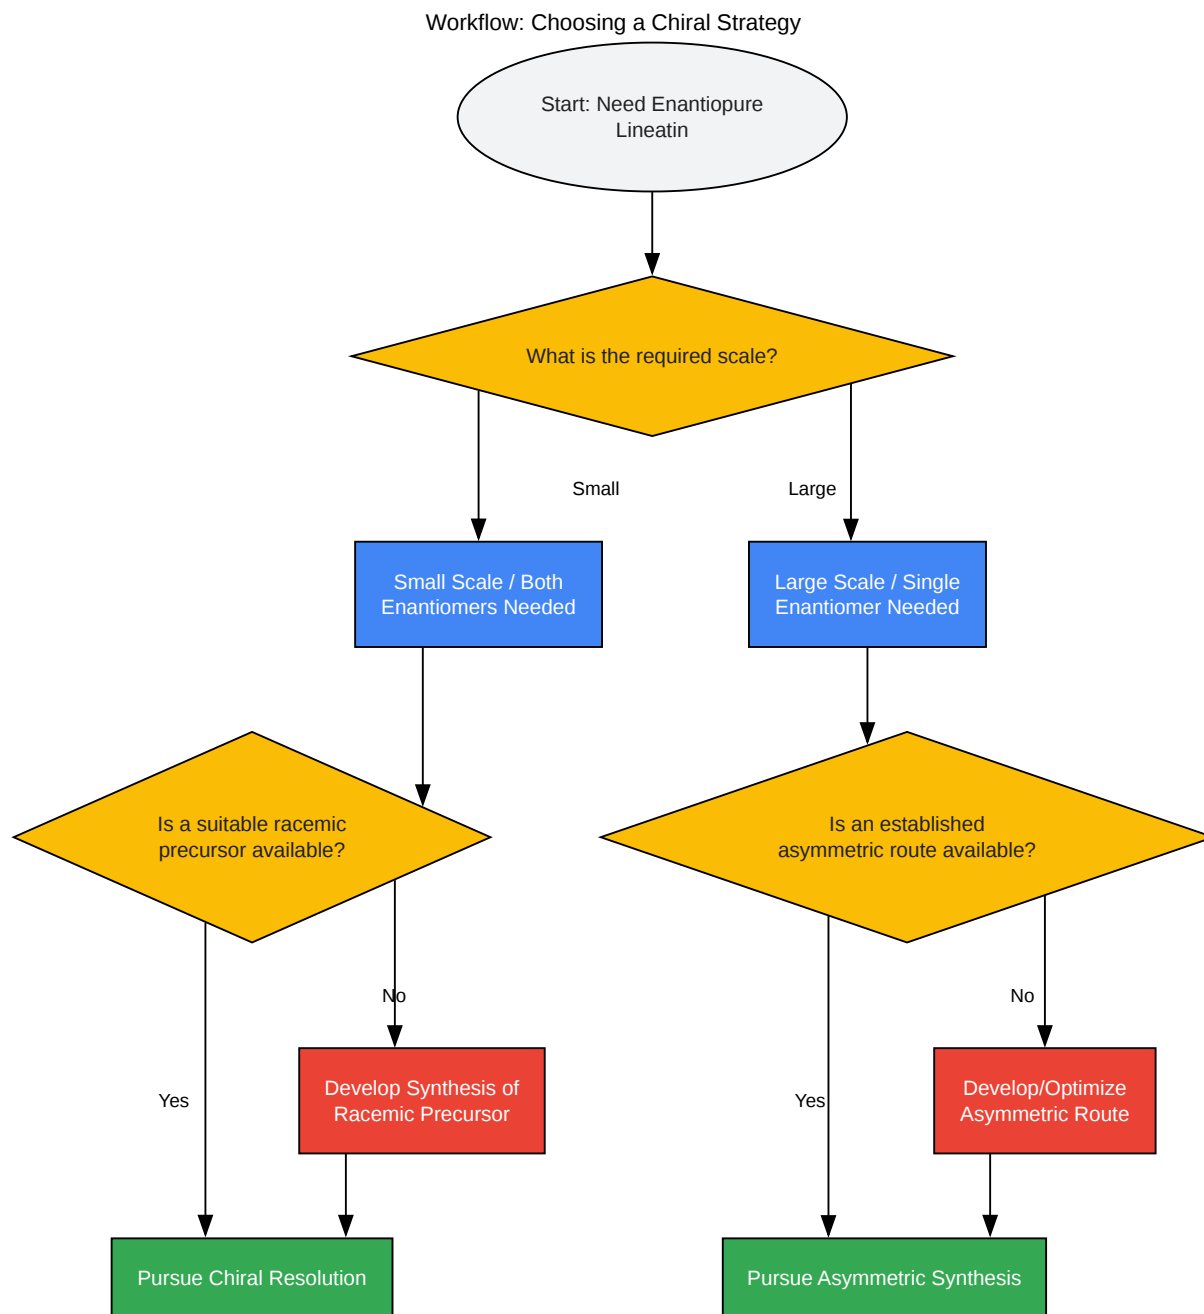 Workflow: Choosing a Chiral Strategy
Start: Need Enantiopure
Lineatin
What is the required scale?
Small
Large
Small Scale / Both
Enantiomers Needed
Large Scale / Single
Enantiomer Needed
Is a suitable racemic
precursor available?
Is an established
asymmetric route available?
No
No
Develop Synthesis of
Racemic Precursor
Develop/Optimize
Asymmetric Route
Yes
Yes
Pursue Chiral Resolution
Pursue Asymmetric Synthesis